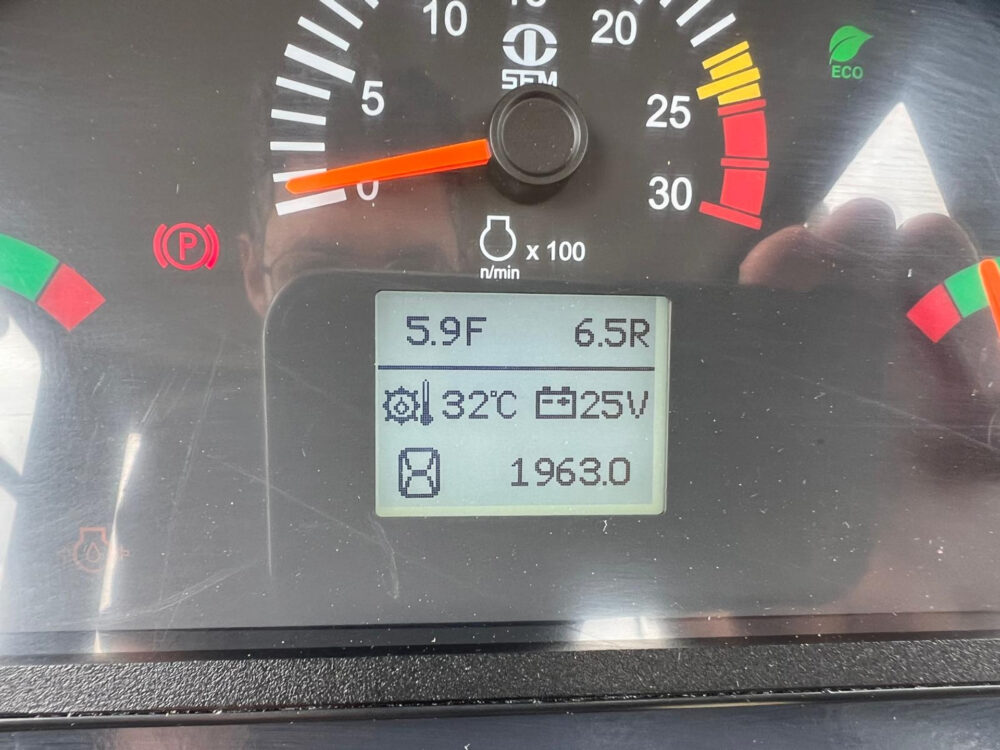 10
20
SEM
ECO
5
25
0
30
P
x 100
n/min
5.9F 6.5R
32°C 25V
1963.0